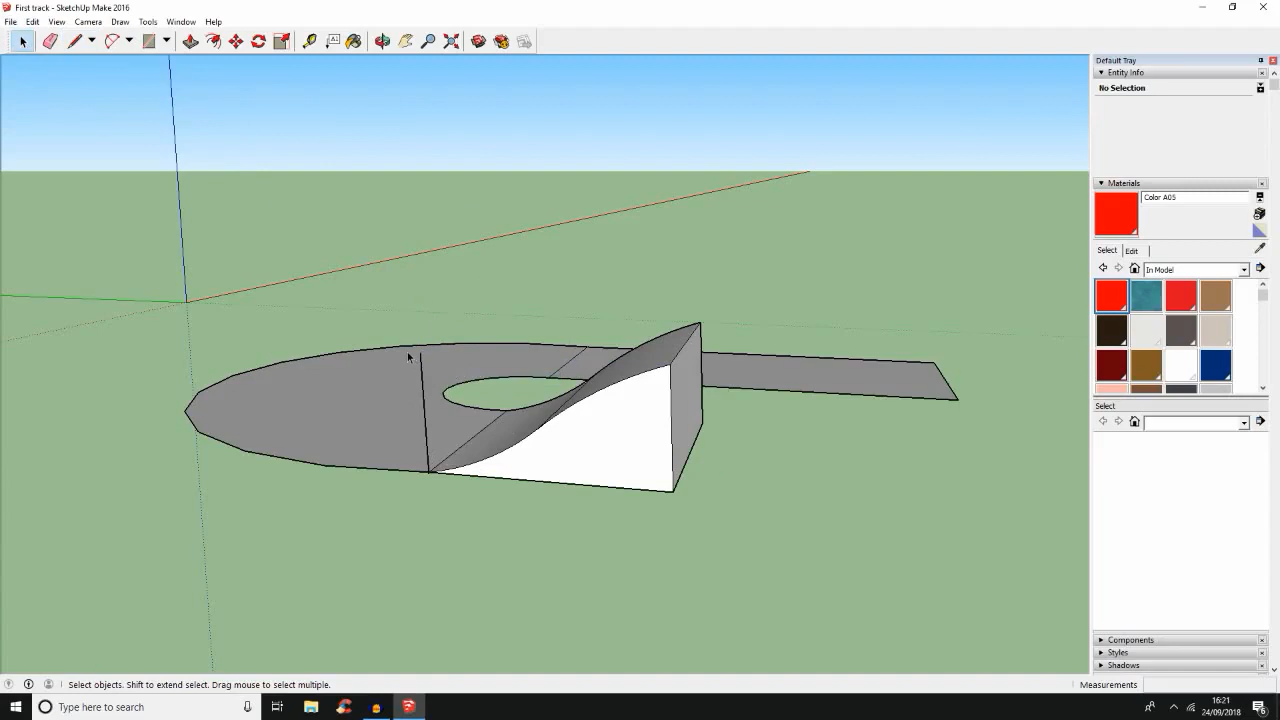 First track - SketchUp Make 2016
File Edit View Camera Draw Tools Window Help
Default Tray
Entity Info
No Selection
Materials
Color A05
Select Edit
In Model
Select
Components
Styles
Shadows
Select objects. Shift to extend select. Drag mouse to select multiple.
Measurements
Type here to search
16:21
24/09/2018